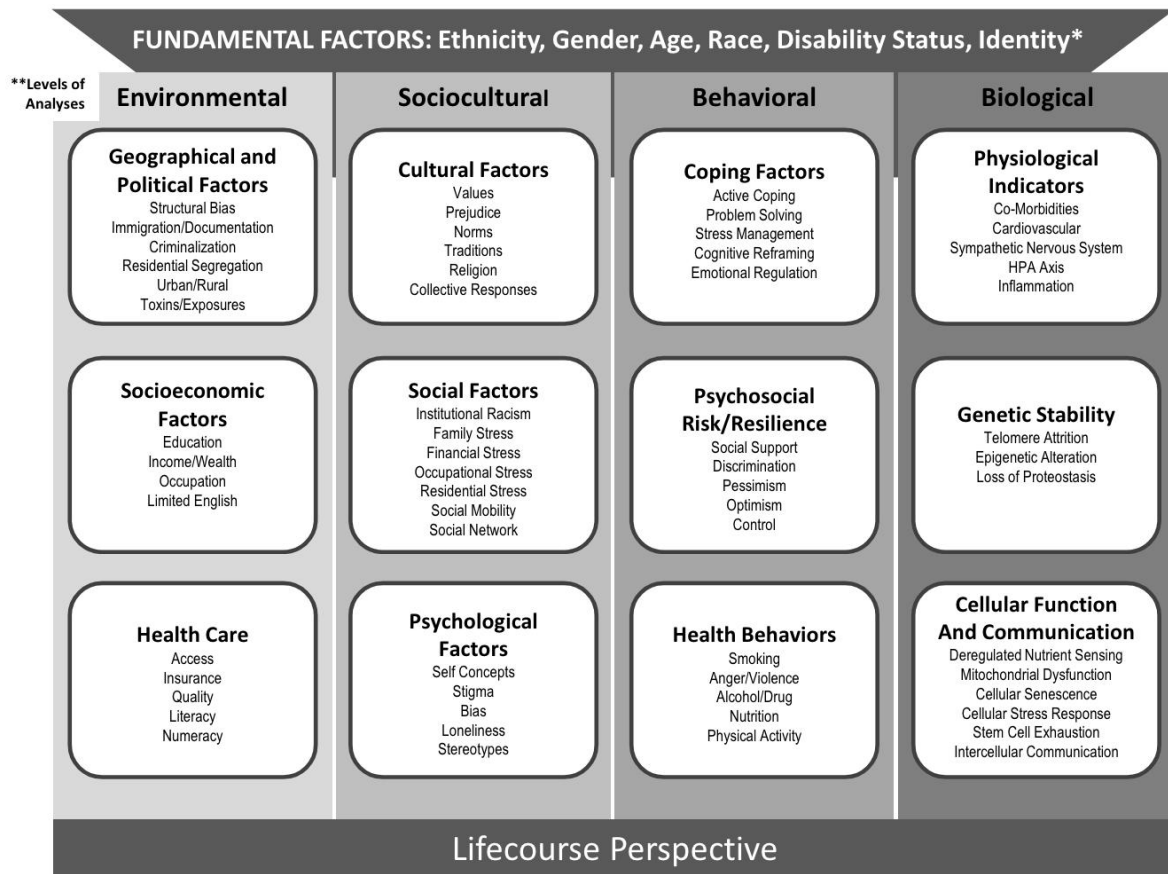 FUNDAMENTAL FACTORS: Ethnicity, Gender, Age, Race, Disability Status, Identity*
**Levels of
Analyses
Environmental
Geographical and
Political Factors
Structural Bias
Immigration/Documentation
Criminalization
Residential Segregation
Urban/Rural
Toxins/Exposures
Socioeconomic
Factors
Education
Income/Wealth
Occupation
Limited English
Health Care
Access
Insurance
Quality
Literacy
Numeracy
Sociocultural
Cultural Factors
Values
Prejudice
Norms
Traditions
Religion
Collective Responses
Social Factors
Institutional Racism
Family Stress
Financial Stress
Occupational Stress
Residential Stress
Social Mobility
Social Network
Psychological
Factors
Self Concepts
Stigma
Bias
Loneliness
Stereotypes
Behavioral
Coping Factors
Active Coping
Problem Solving
Stress Management
Cognitive Reframing
Emotional Regulation
Psychosocial
Risk/Resilience
Social Support
Discrimination
Pessimism
Optimism
Control
Health Behaviors
Smoking
Anger/Violence
Alcohol/Drug
Nutrition
Physical Activity
Biological
Physiological
Indicators
Co-Morbidities
Cardiovascular
Sympathetic Nervous System
HPA Axis
Inflammation
Genetic Stability
Telomere Attrition
Epigenetic Alteration
Loss of Proteostasis
Cellular Function
And Communication
Deregulated Nutrient Sensing
Mitochondrial Dysfunction
Cellular Senescence
Cellular Stress Response
Stem Cell Exhaustion
Intercellular Communication
Lifecourse Perspective